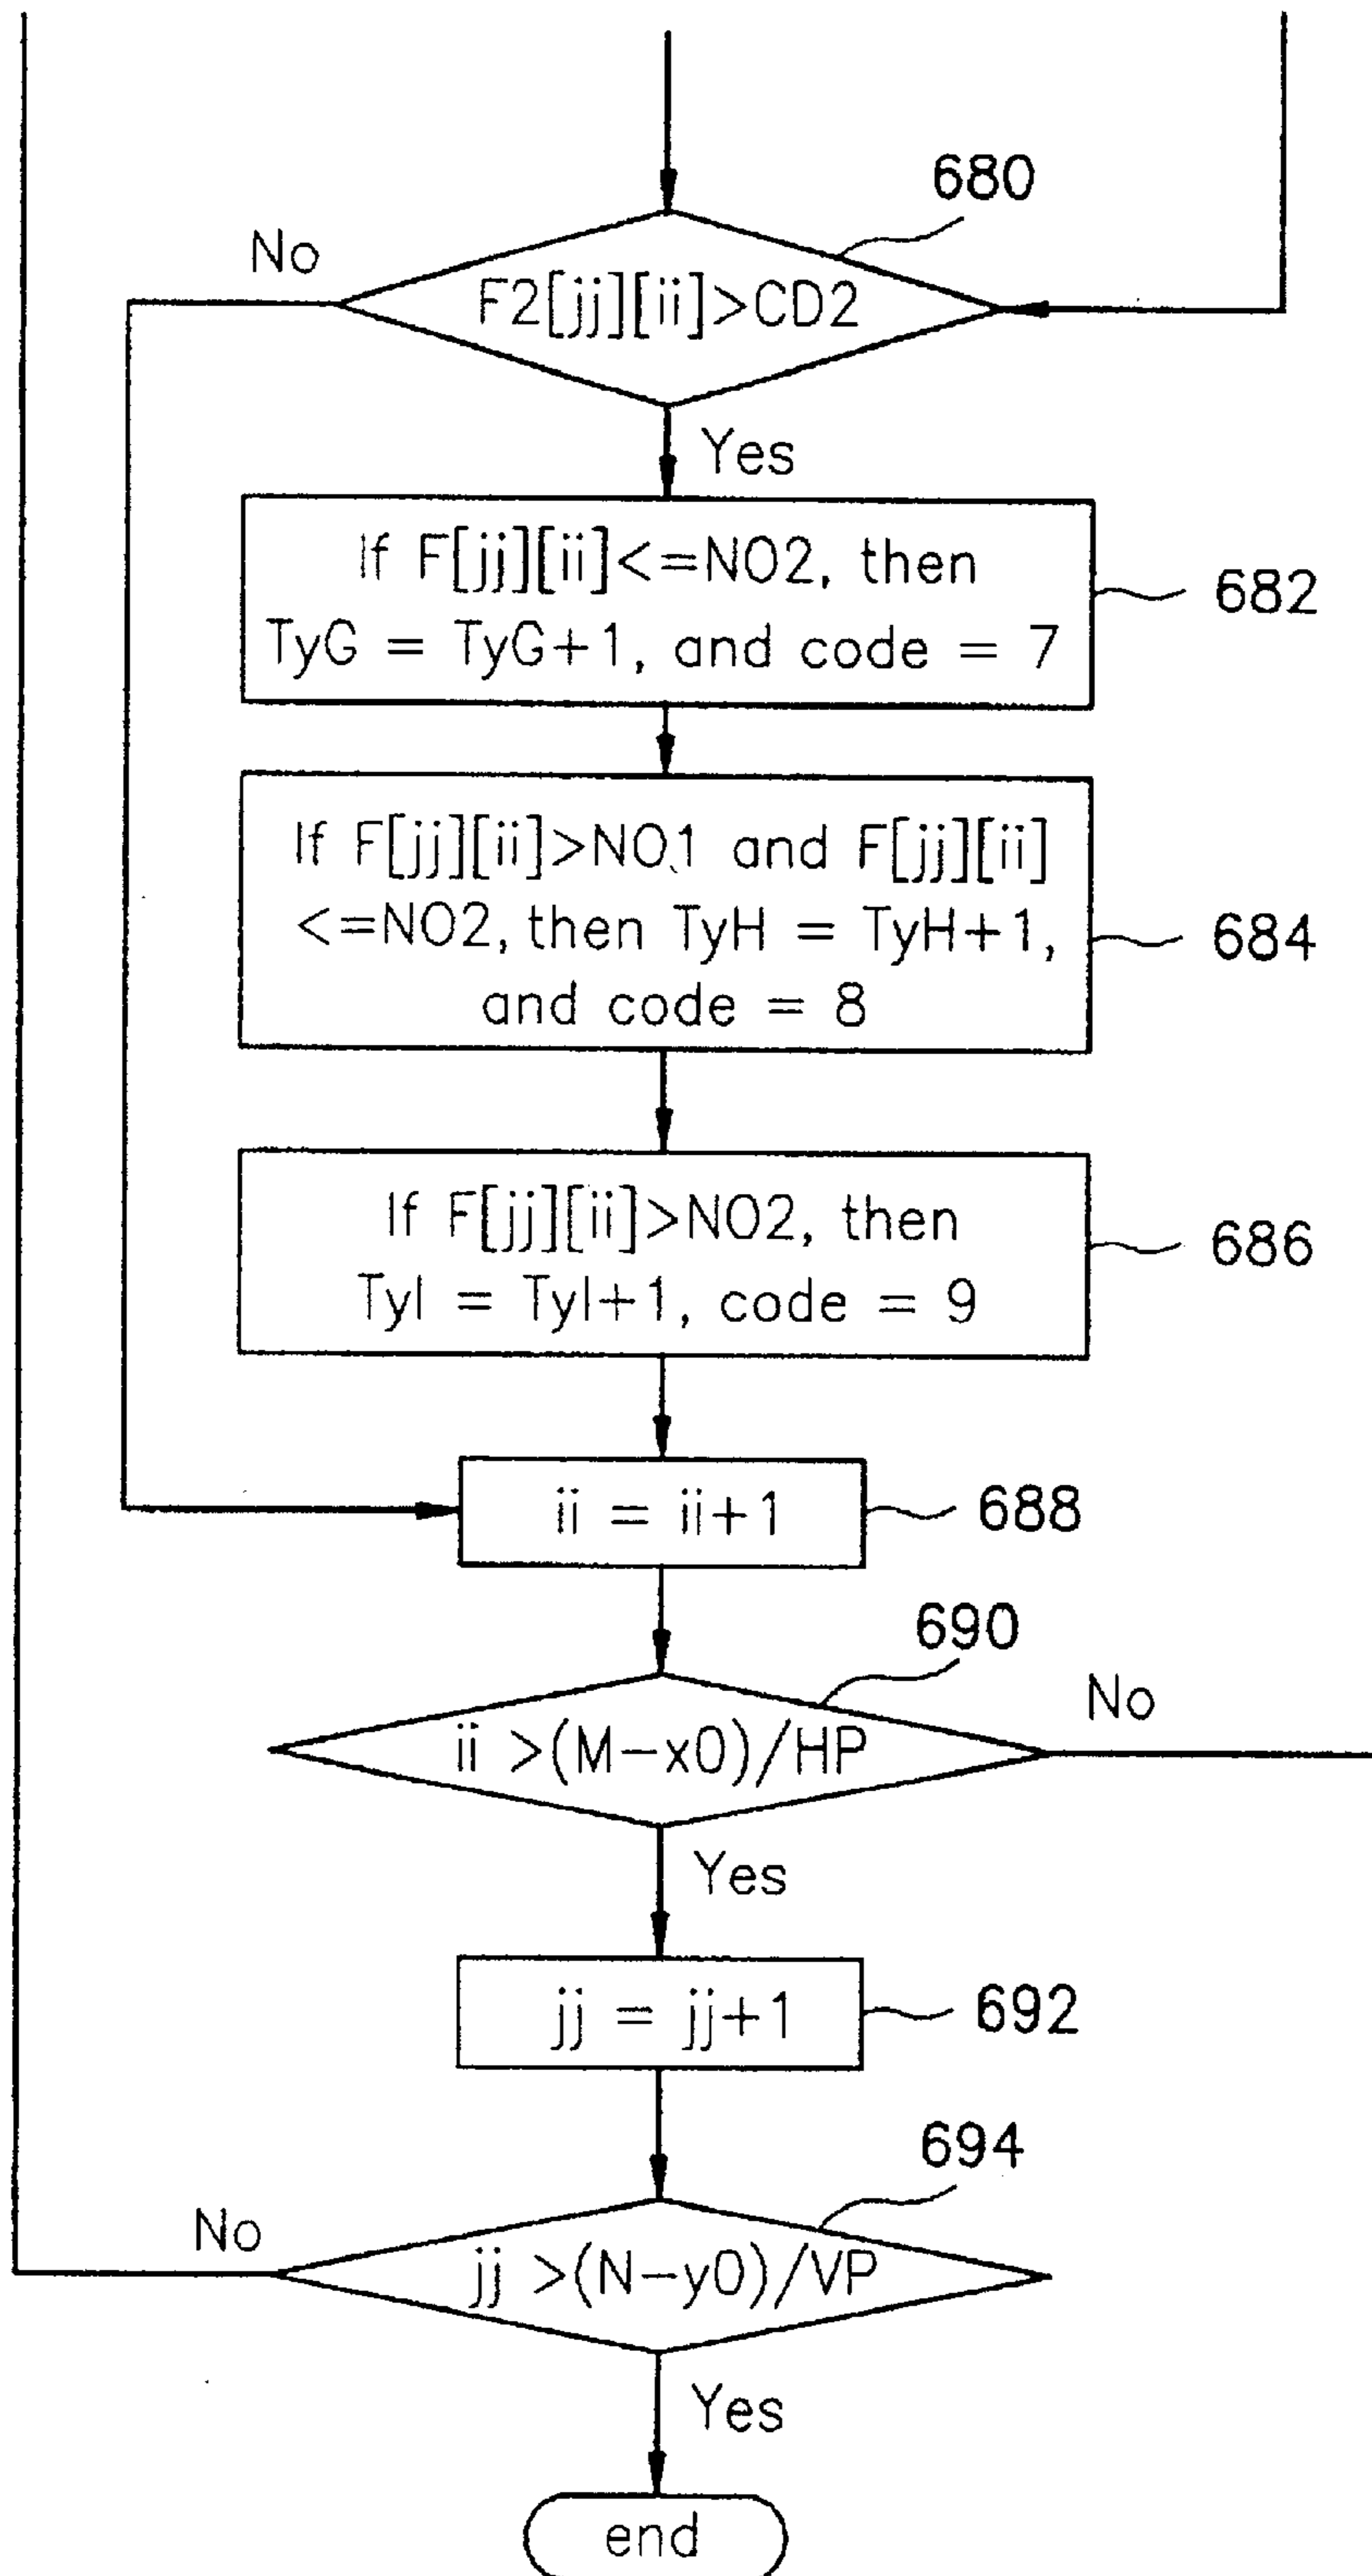 680
No
F2[jj][ii]>CD2
Yes
If F[jj][ii]<=NO2, then
TyG = TyG+1, and code = 7
682
If F[jj][ii]>NO1 and F[jj][ii]
<=NO2, then TyH = TyH+1,
and code = 8
684
If F[jj][ii]>NO2, then
TyI = TyI+1, code = 9
686
ii = ii+1
688
690
ii >(M-x0)/HP
No
Yes
jj = jj+1
692
694
No
jj >(N-y0)/VP
Yes
end